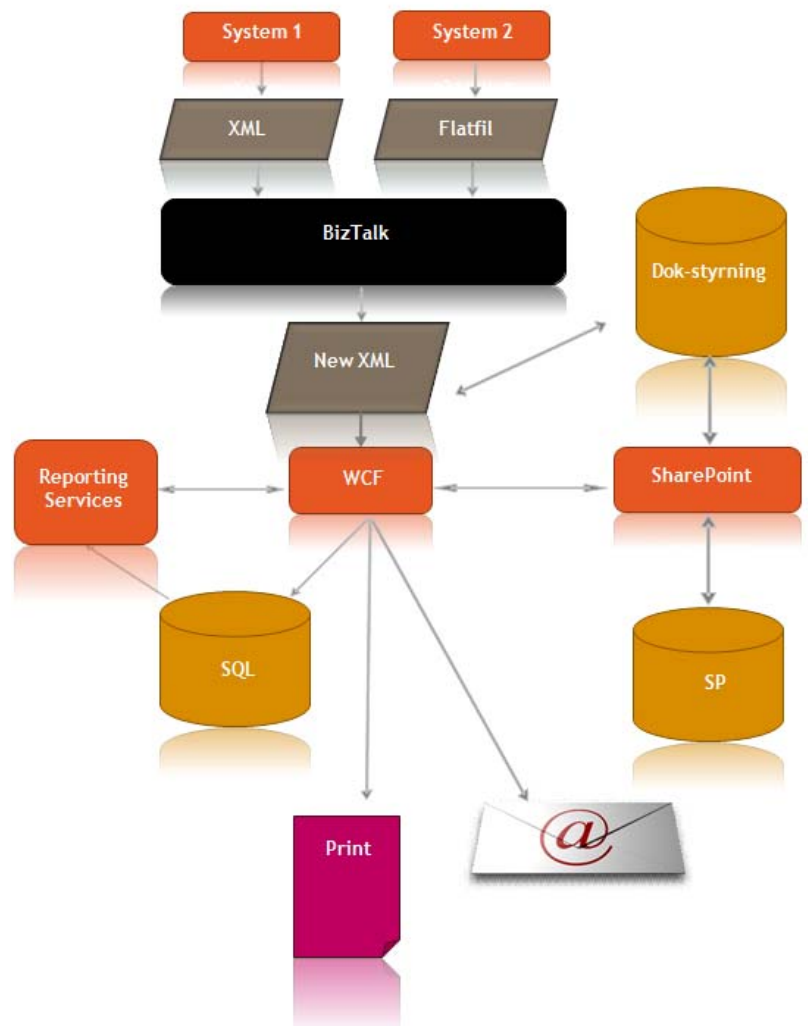 System 1
System 2
XML
Flatfil
BizTalk
Dok-styrning
New XML
Reporting
Services
WCF
SharePoint
SQL
SP
Print
@